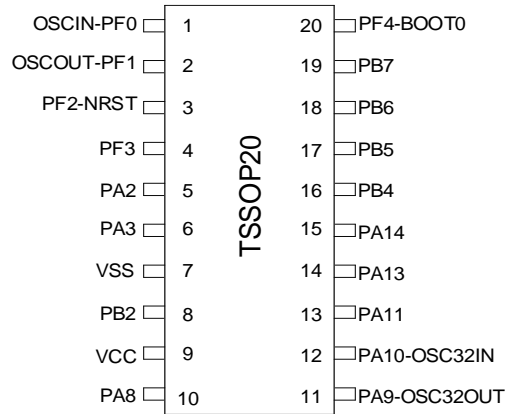 OSCIN-PF0 1 20 PF4-BOOT0
OSCOUT-PF1 2 19 PB7
PF2-NRST 3 18 PB6
PF3 4 17 PB5
PA2 5 16 PB4
PA3 6 15 PA14
VSS 7 14 PA13
PB2 8 13 PA11
VCC 9 12 PA10-OSC32IN
PA8 10 11 PA9-OSC32OUT
TSSOP20